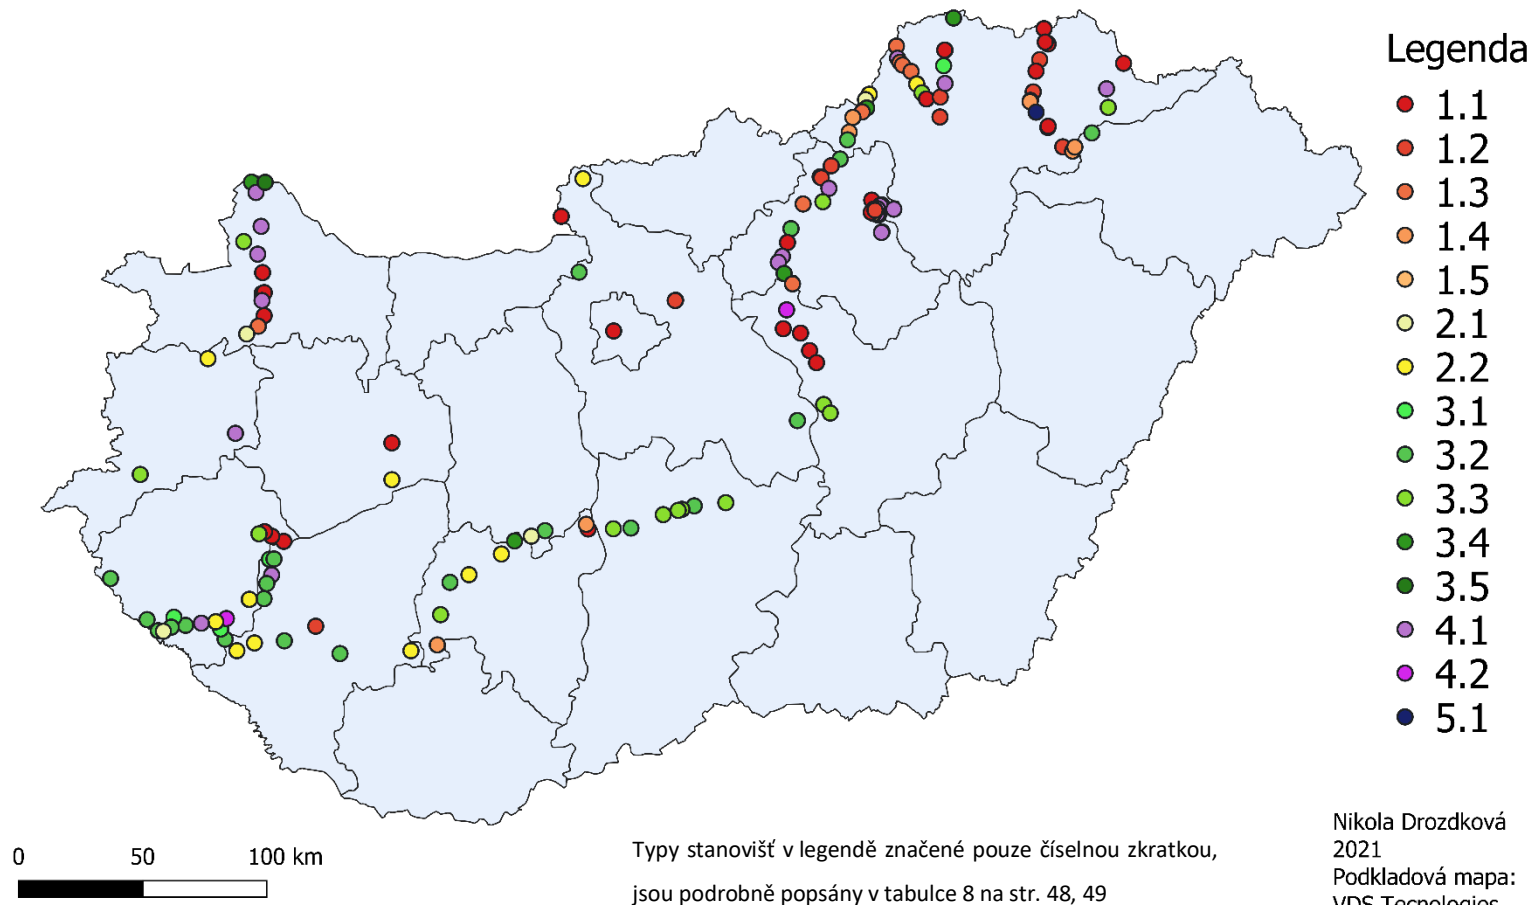 Legenda
1.1
1.2
1.3
1.4
1.5
2.1
2.2
3.1
3.2
3.3
3.4
3.5
4.1
4.2
5.1
0 50 100 km
Typy stanovišť v legendě značené pouze číselnou zkratkou,
jsou podrobně popsány v tabulce 8 na str. 48, 49
Nikola Drozdková
2021
Podkladová mapa:
VDS Tecnologies